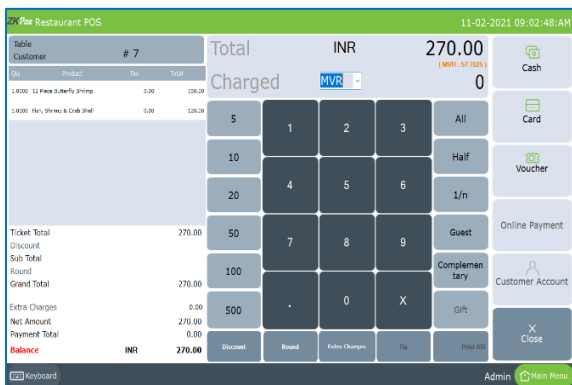 ZKPos Restaurant POS 11-02-2021 09:02:48:AM
Table
Customer # 7
Qty Product Tax Total
1.0000 12 Piece Butterfly Shrimp 0.00 150.00
1.0000 Fish, Shrimp & Crab Shell 0.00 120.00
Ticket Total 270.00
Discount
Sub Total
Round
Grand Total 270.00
Extra Charges 0.00
Net Amount 270.00
Payment Total 0.00
Balance INR 270.00
Total INR 270.00
( MVR : 57.1925 )
Charged MVR 0
5 1 2 3 All
10 Half
20 4 5 6 1/n
50 7 8 9 Guest
100 Complemen
tary
500 . 0 X Gift
Discount Round Extra Charges Tip Print Bill
Cash
Card
Voucher
Online Payment
Customer Account
X
Close
Keyboard Admin Main Menu